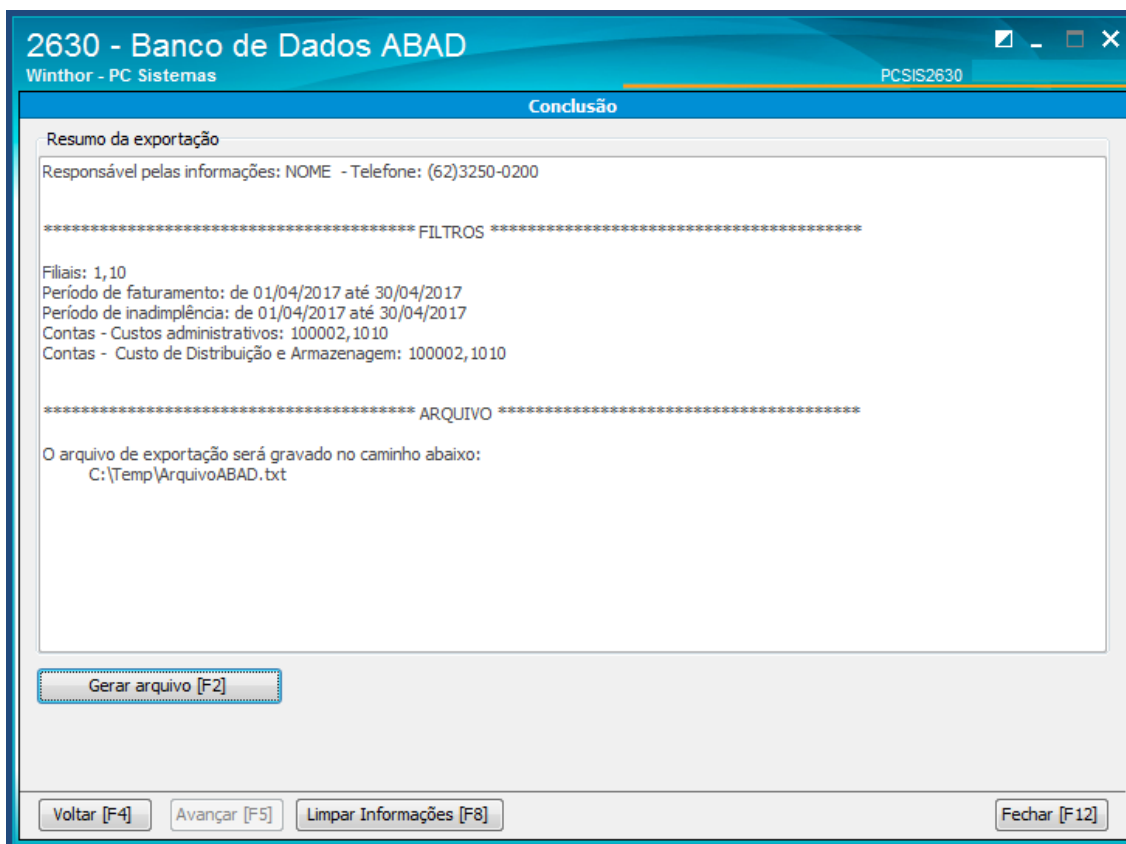 2630 - Banco de Dados ABAD
Winthor - PC Sistemas
PCSIS2630
Conclusão
Resumo da exportação
Responsável pelas informações: NOME - Telefone: (62)3250-0200
**************************************** FILTROS ****************************************
Filiais: 1,10
Período de faturamento: de 01/04/2017 até 30/04/2017
Período de inadimplência: de 01/04/2017 até 30/04/2017
Contas - Custos administrativos: 100002,1010
Contas - Custo de Distribuição e Armazenagem: 100002,1010
**************************************** ARQUIVO ***************************************
O arquivo de exportação será gravado no caminho abaixo:
C:\Temp\ArquivoABAD.txt
Gerar arquivo [F2]
Voltar [F4] Avançar [F5] Limpar Informações [F8] Fechar [F12]